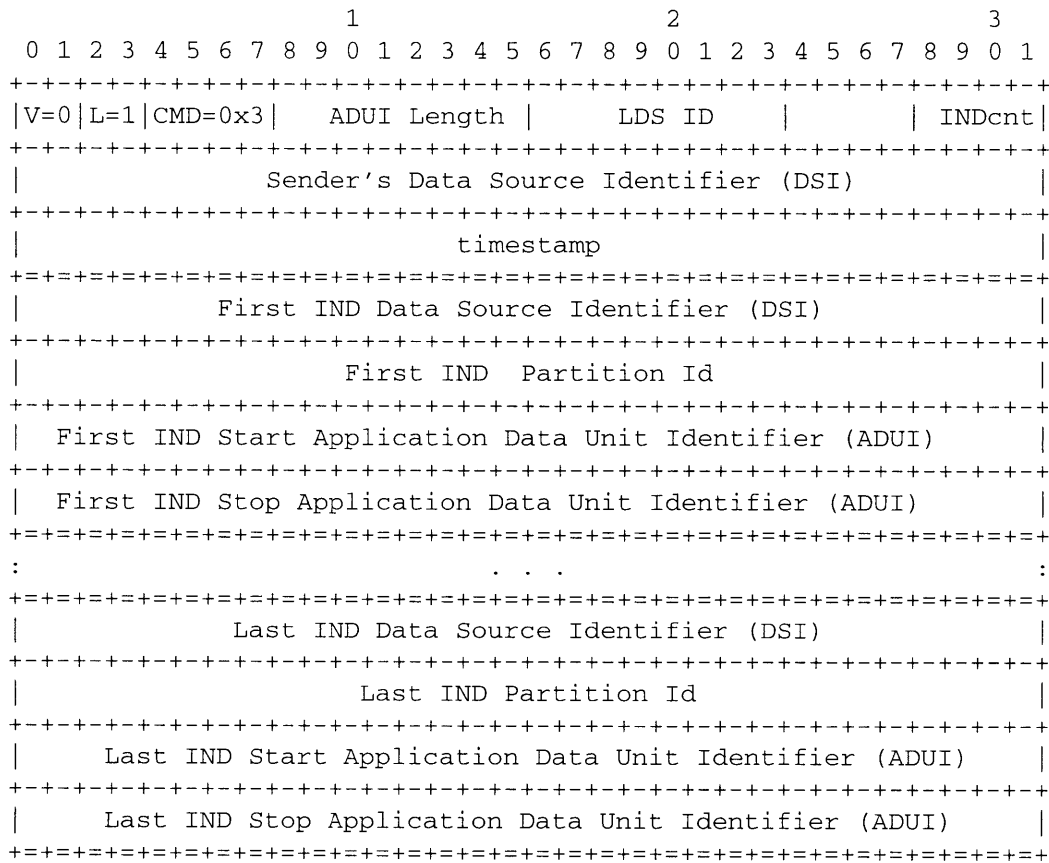 1                   2                   3
 0 1 2 3 4 5 6 7 8 9 0 1 2 3 4 5 6 7 8 9 0 1 2 3 4 5 6 7 8 9 0 1
+-+-+-+-+-+-+-+-+-+-+-+-+-+-+-+-+-+-+-+-+-+-+-+-+-+-+-+-+-+-+-+-+
|V=0|L=1|CMD=0x3|   ADUI Length |     LDS ID    |       | INDcnt|
+-+-+-+-+-+-+-+-+-+-+-+-+-+-+-+-+-+-+-+-+-+-+-+-+-+-+-+-+-+-+-+-+
|               Sender's Data Source Identifier (DSI)           |
+-+-+-+-+-+-+-+-+-+-+-+-+-+-+-+-+-+-+-+-+-+-+-+-+-+-+-+-+-+-+-+-+
|                           timestamp                           |
+=+=+=+=+=+=+=+=+=+=+=+=+=+=+=+=+=+=+=+=+=+=+=+=+=+=+=+=+=+=+=+=+
|            First IND Data Source Identifier (DSI)             |
+-+-+-+-+-+-+-+-+-+-+-+-+-+-+-+-+-+-+-+-+-+-+-+-+-+-+-+-+-+-+-+-+
|                    First IND  Partition Id                    |
+-+-+-+-+-+-+-+-+-+-+-+-+-+-+-+-+-+-+-+-+-+-+-+-+-+-+-+-+-+-+-+-+
|  First IND Start Application Data Unit Identifier (ADUI)      |
+-+-+-+-+-+-+-+-+-+-+-+-+-+-+-+-+-+-+-+-+-+-+-+-+-+-+-+-+-+-+-+-+
|  First IND Stop Application Data Unit Identifier (ADUI)       |
+=+=+=+=+=+=+=+=+=+=+=+=+=+=+=+=+=+=+=+=+=+=+=+=+=+=+=+=+=+=+=+=+
:                             . . .                             :
+=+=+=+=+=+=+=+=+=+=+=+=+=+=+=+=+=+=+=+=+=+=+=+=+=+=+=+=+=+=+=+=+
|             Last IND Data Source Identifier (DSI)             |
+-+-+-+-+-+-+-+-+-+-+-+-+-+-+-+-+-+-+-+-+-+-+-+-+-+-+-+-+-+-+-+-+
|                     Last IND Partition Id                     |
+-+-+-+-+-+-+-+-+-+-+-+-+-+-+-+-+-+-+-+-+-+-+-+-+-+-+-+-+-+-+-+-+
|     Last IND Start Application Data Unit Identifier (ADUI)    |
+-+-+-+-+-+-+-+-+-+-+-+-+-+-+-+-+-+-+-+-+-+-+-+-+-+-+-+-+-+-+-+-+
|     Last IND Stop Application Data Unit Identifier (ADUI)     |
+=+=+=+=+=+=+=+=+=+=+=+=+=+=+=+=+=+=+=+=+=+=+=+=+=+=+=+=+=+=+=+=+